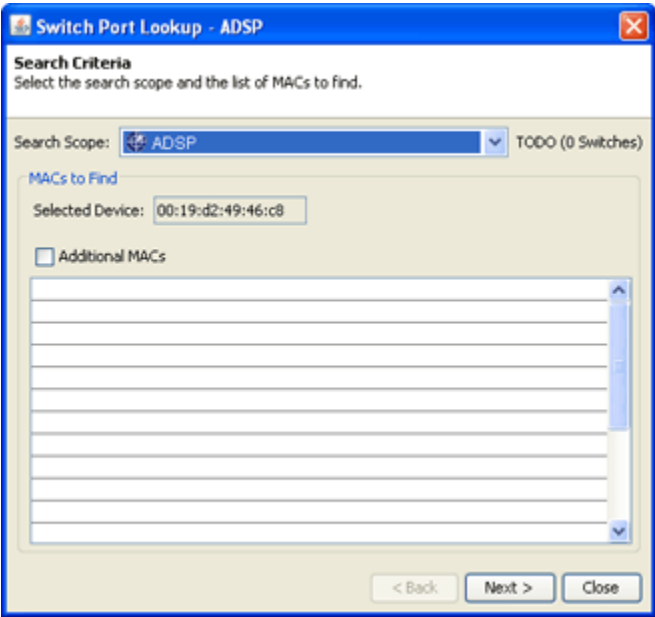 Switch Port Lookup - ADSP
Search Criteria
Select the search scope and the list of MACs to find.
Search Scope: ADSP TODO (0 Switches)
MACs to Find
Selected Device: 00:19:d2:49:46:c8
Additional MACs
< Back Next > Close